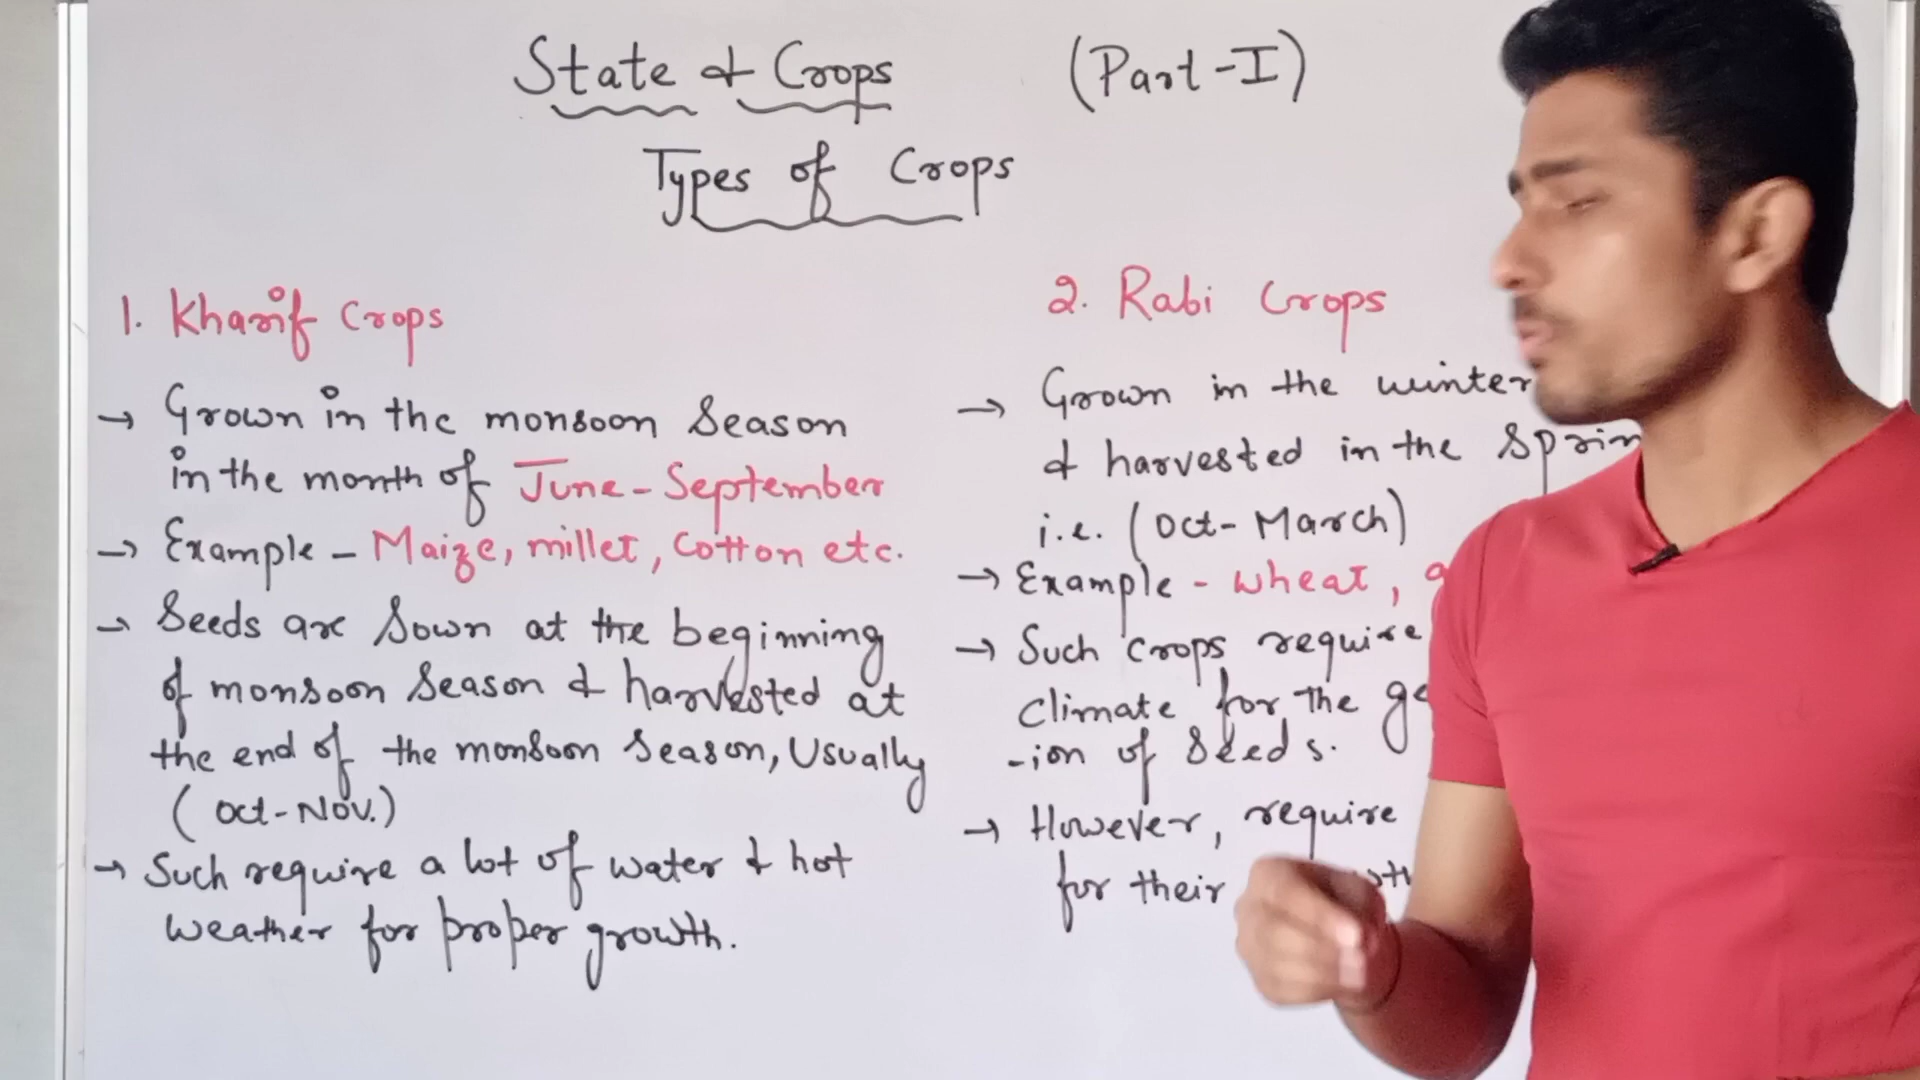 State & Crops (Part-I)
Types of Crops
1. Kharif Crops
→ Grown in the monsoon season
in the month of June-September
→ Example - Maize, millet, cotton etc.
→ Seeds are sown at the beginning
of monsoon season & harvested at
the end of the monsoon season, Usually
(Oct-Nov.)
→ Such require a lot of water & hot
weather for proper growth.
2. Rabi Crops
→ Grown in the winter
& harvested in the
i.e. (Oct-March)
→ Example - wheat,
→ Such crops require
climate for the
-ion of seeds.
→ However, require
for their